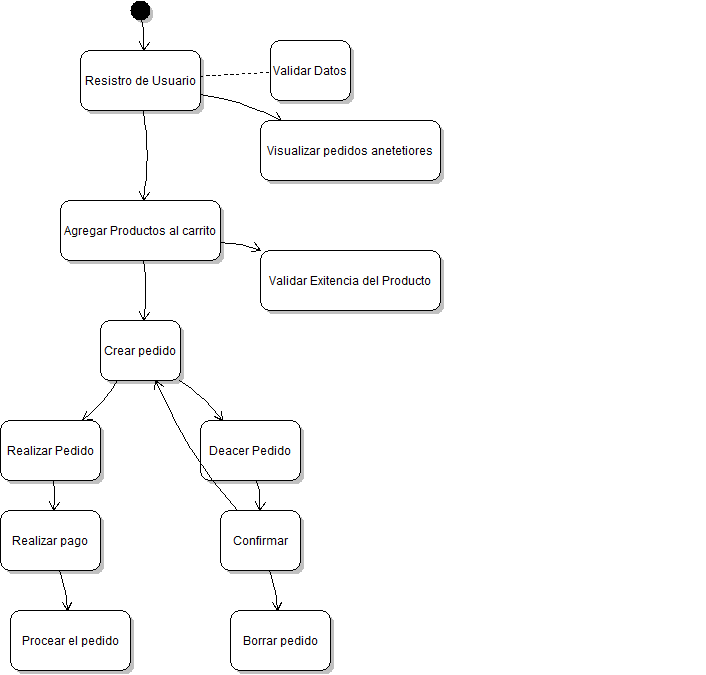 Resistro de Usuario
Validar Datos
Visualizar pedidos anetetiores
Agregar Productos al carrito
Validar Exitencia del Producto
Crear pedido
Realizar Pedido
Deacer Pedido
Realizar pago
Confirmar
Procear el pedido
Borrar pedido